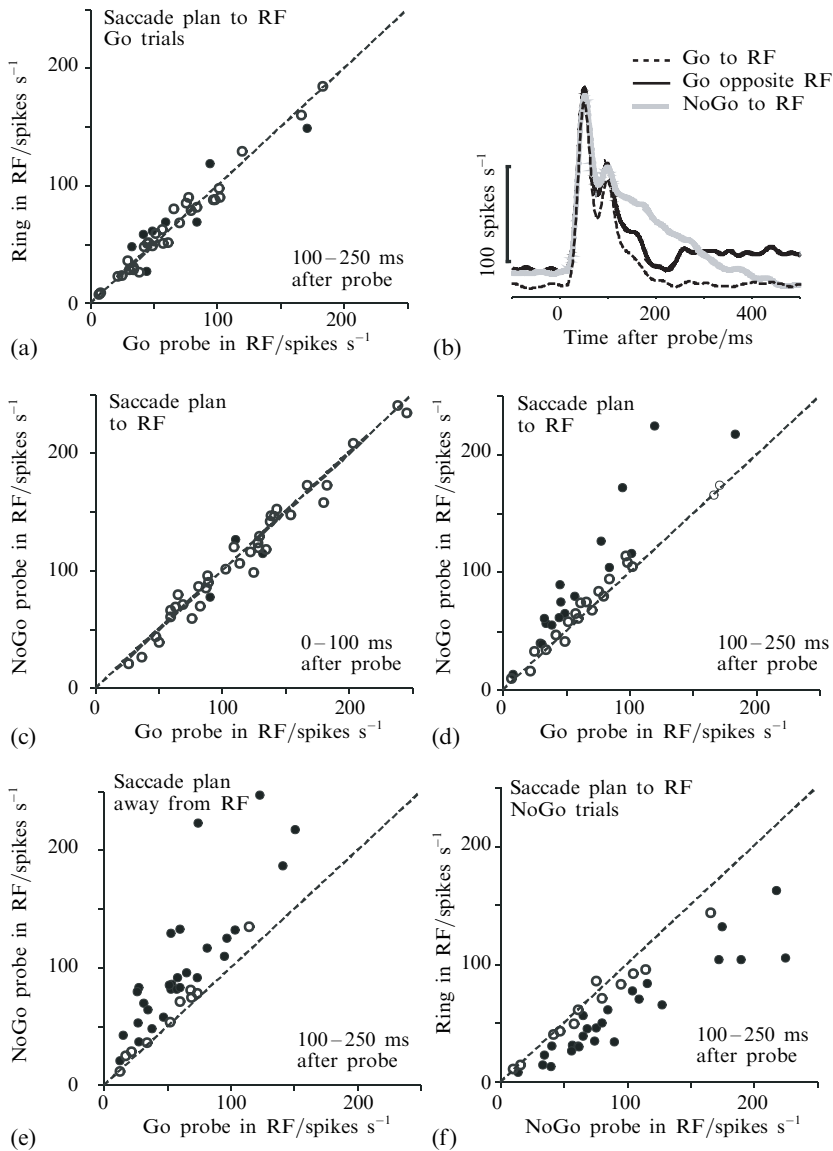 Saccade plan to RF
Go trials
200
100
0
Ring in RF/spikes s⁻¹
100–250 ms
after probe
0 100 200
Go probe in RF/spikes s⁻¹
(a)
Go to RF
Go opposite RF
NoGo to RF
100 spikes s⁻¹
0 200 400
Time after probe/ms
(b)
Saccade plan
to RF
200
100
0
NoGo probe in RF/spikes s⁻¹
0–100 ms
after probe
0 100 200
Go probe in RF/spikes s⁻¹
(c)
Saccade plan
to RF
200
100
0
NoGo probe in RF/spikes s⁻¹
100–250 ms
after probe
0 100 200
Go probe in RF/spikes s⁻¹
(d)
Saccade plan
away from RF
200
100
0
NoGo probe in RF/spikes s⁻¹
100–250 ms
after probe
0 100 200
Go probe in RF/spikes s⁻¹
(e)
Saccade plan to RF
NoGo trials
200
100
0
Ring in RF/spikes s⁻¹
100–250 ms
after probe
0 100 200
NoGo probe in RF/spikes s⁻¹
(f)